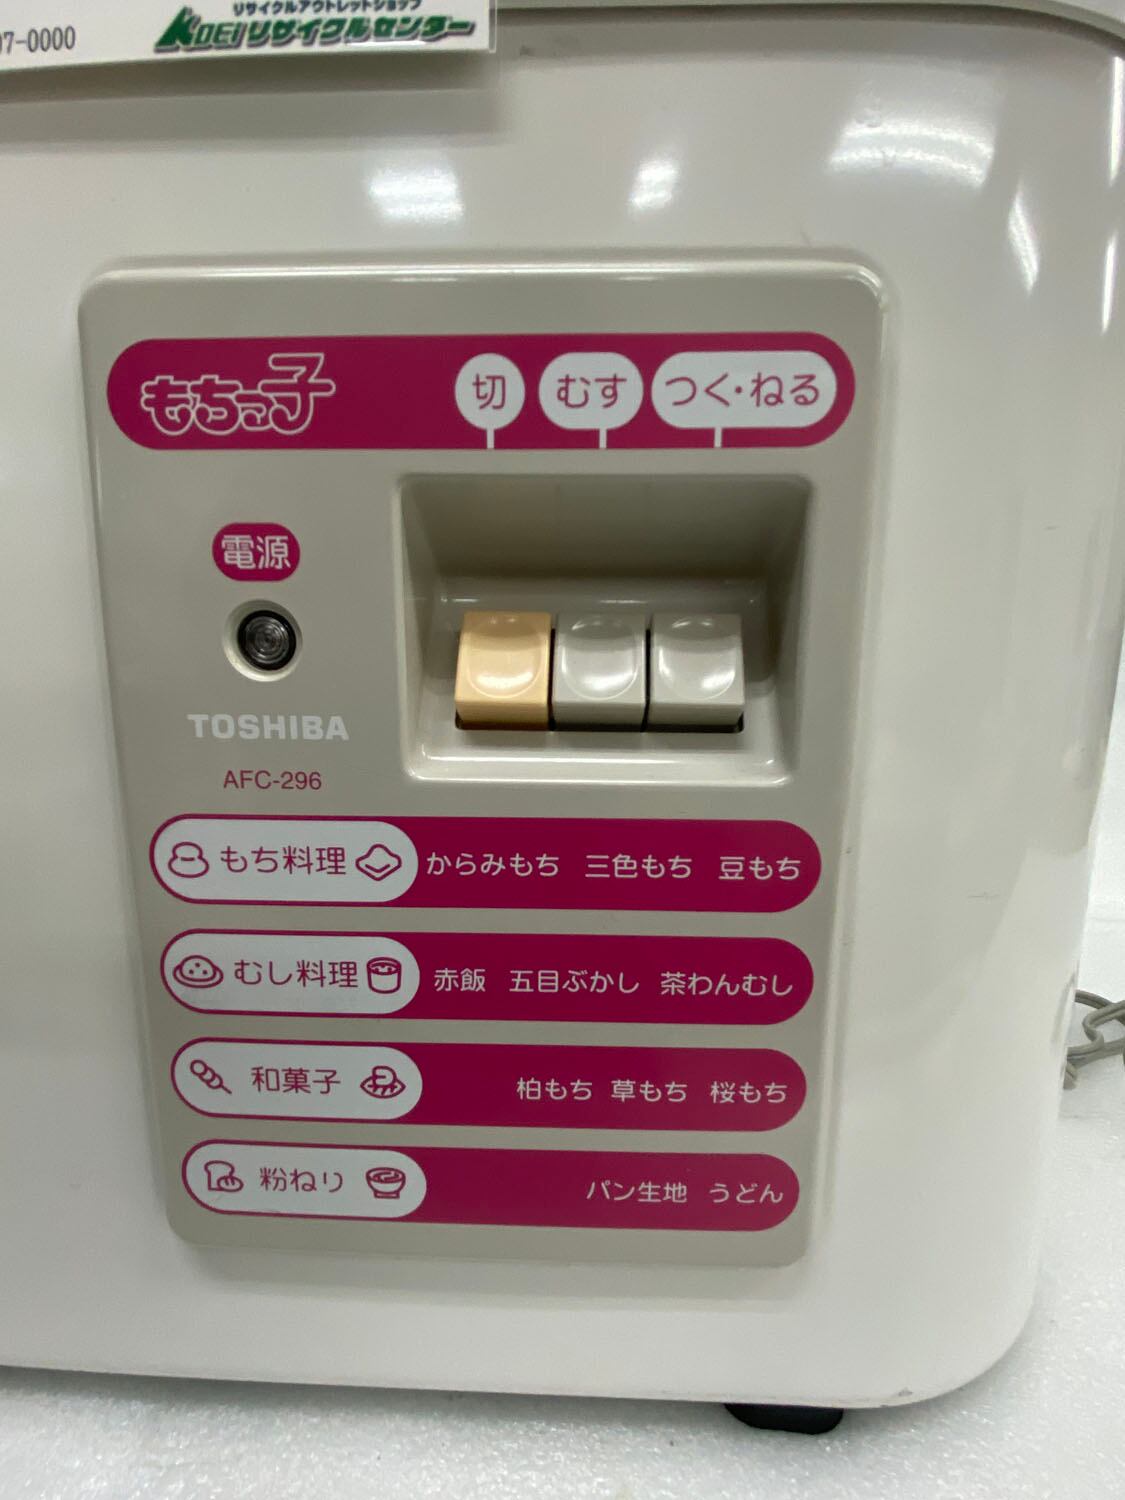 リサイクルアウトレットショップ
07-0000
KOEIリサイクルセンター
もちっ子 切 むす つく・ねる
電源
TOSHIBA
AFC-296
もち料理 からみもち 三色もち 豆もち
むし料理 赤飯 五目ぶかし 茶わんむし
和菓子 柏もち 草もち 桜もち
粉ねり パン生地 うどん